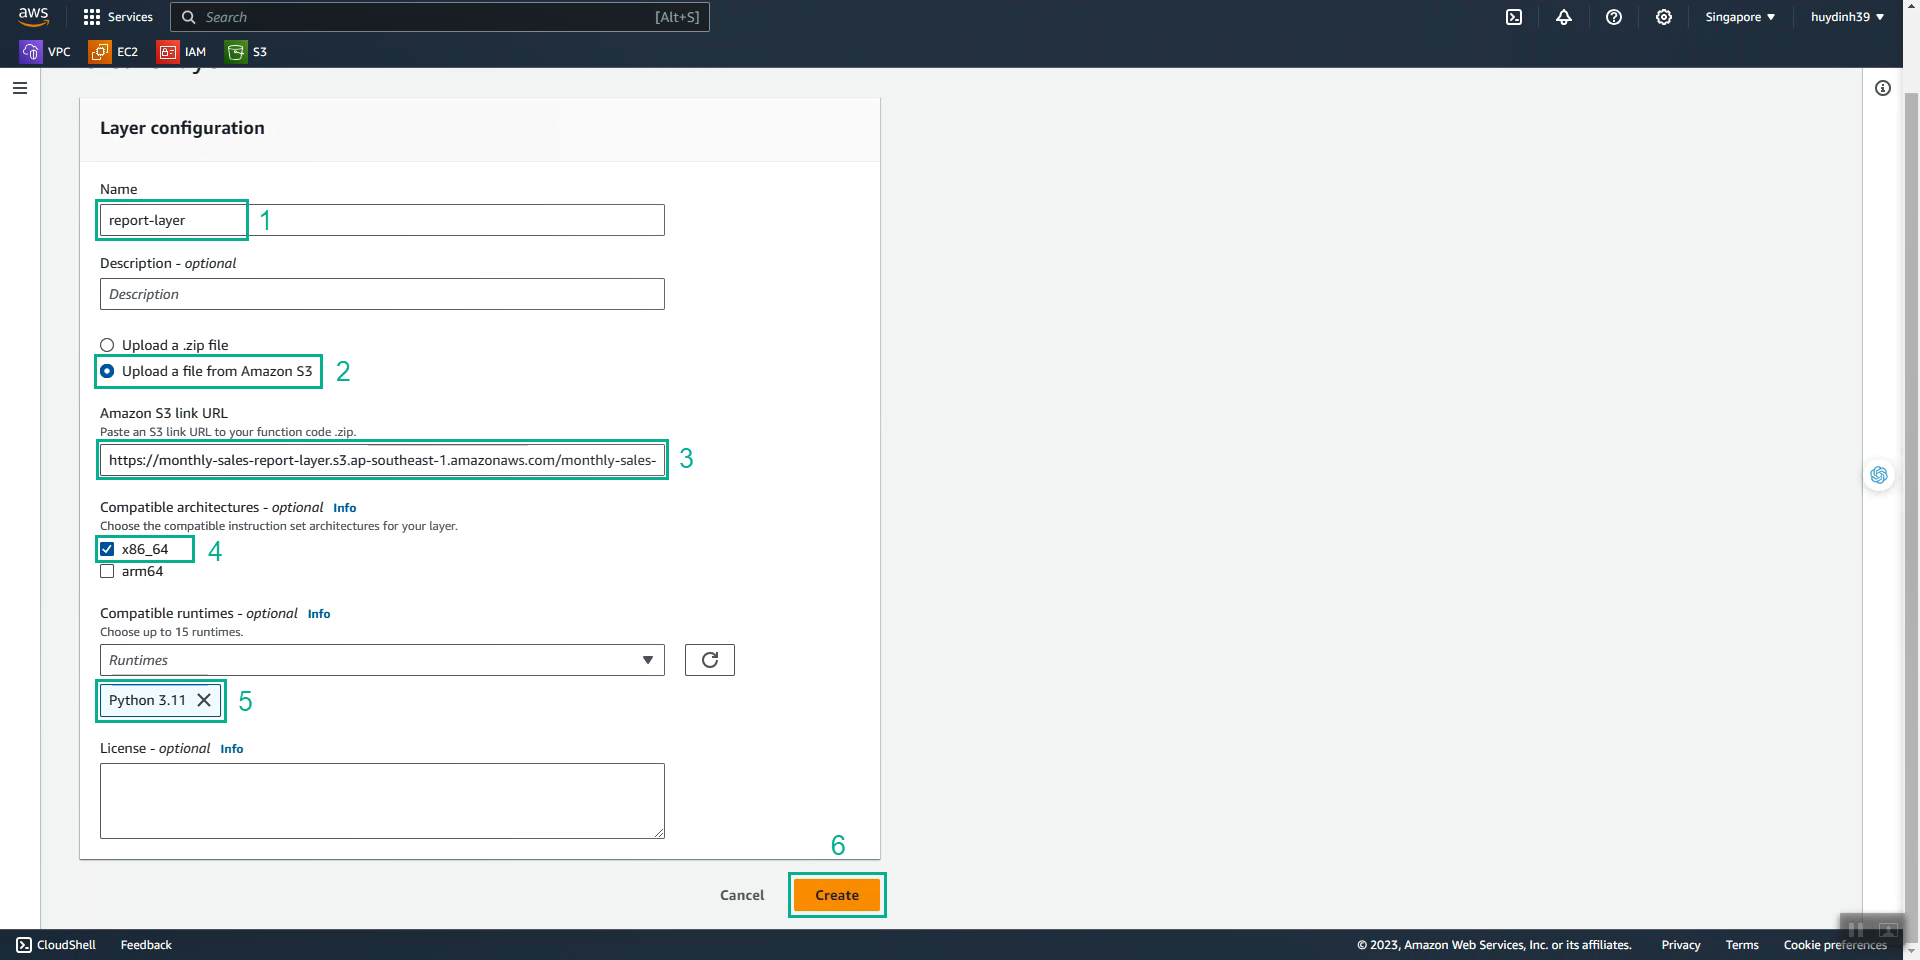 aws Services Search [Alt+S] Singapore huydinh39
VPC EC2 IAM S3
Layer configuration
Name
report-layer 1
Description - optional
Description
Upload a .zip file
Upload a file from Amazon S3 2
Amazon S3 link URL
Paste an S3 link URL to your function code .zip.
https://monthly-sales-report-layer.s3.ap-southeast-1.amazonaws.com/monthly-sales- 3
Compatible architectures - optional Info
Choose the compatible instruction set architectures for your layer.
x86_64 4
arm64
Compatible runtimes - optional Info
Choose up to 15 runtimes.
Runtimes
Python 3.11 5
License - optional Info
6
Cancel Create
CloudShell Feedback © 2023, Amazon Web Services, Inc. or its affiliates. Privacy Terms Cookie preferences